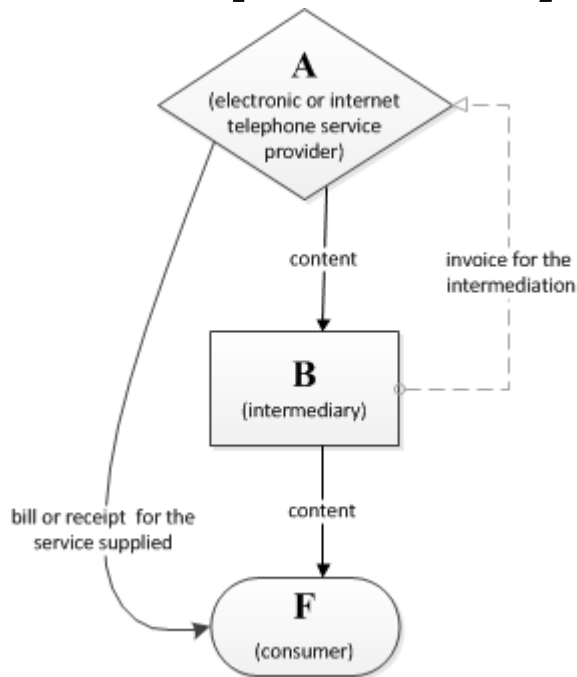 A
(electronic or internet
telephone service
provider)
content
invoice for the
intermediation
B
(intermediary)
content
bill or receipt for the
service supplied
F
(consumer)